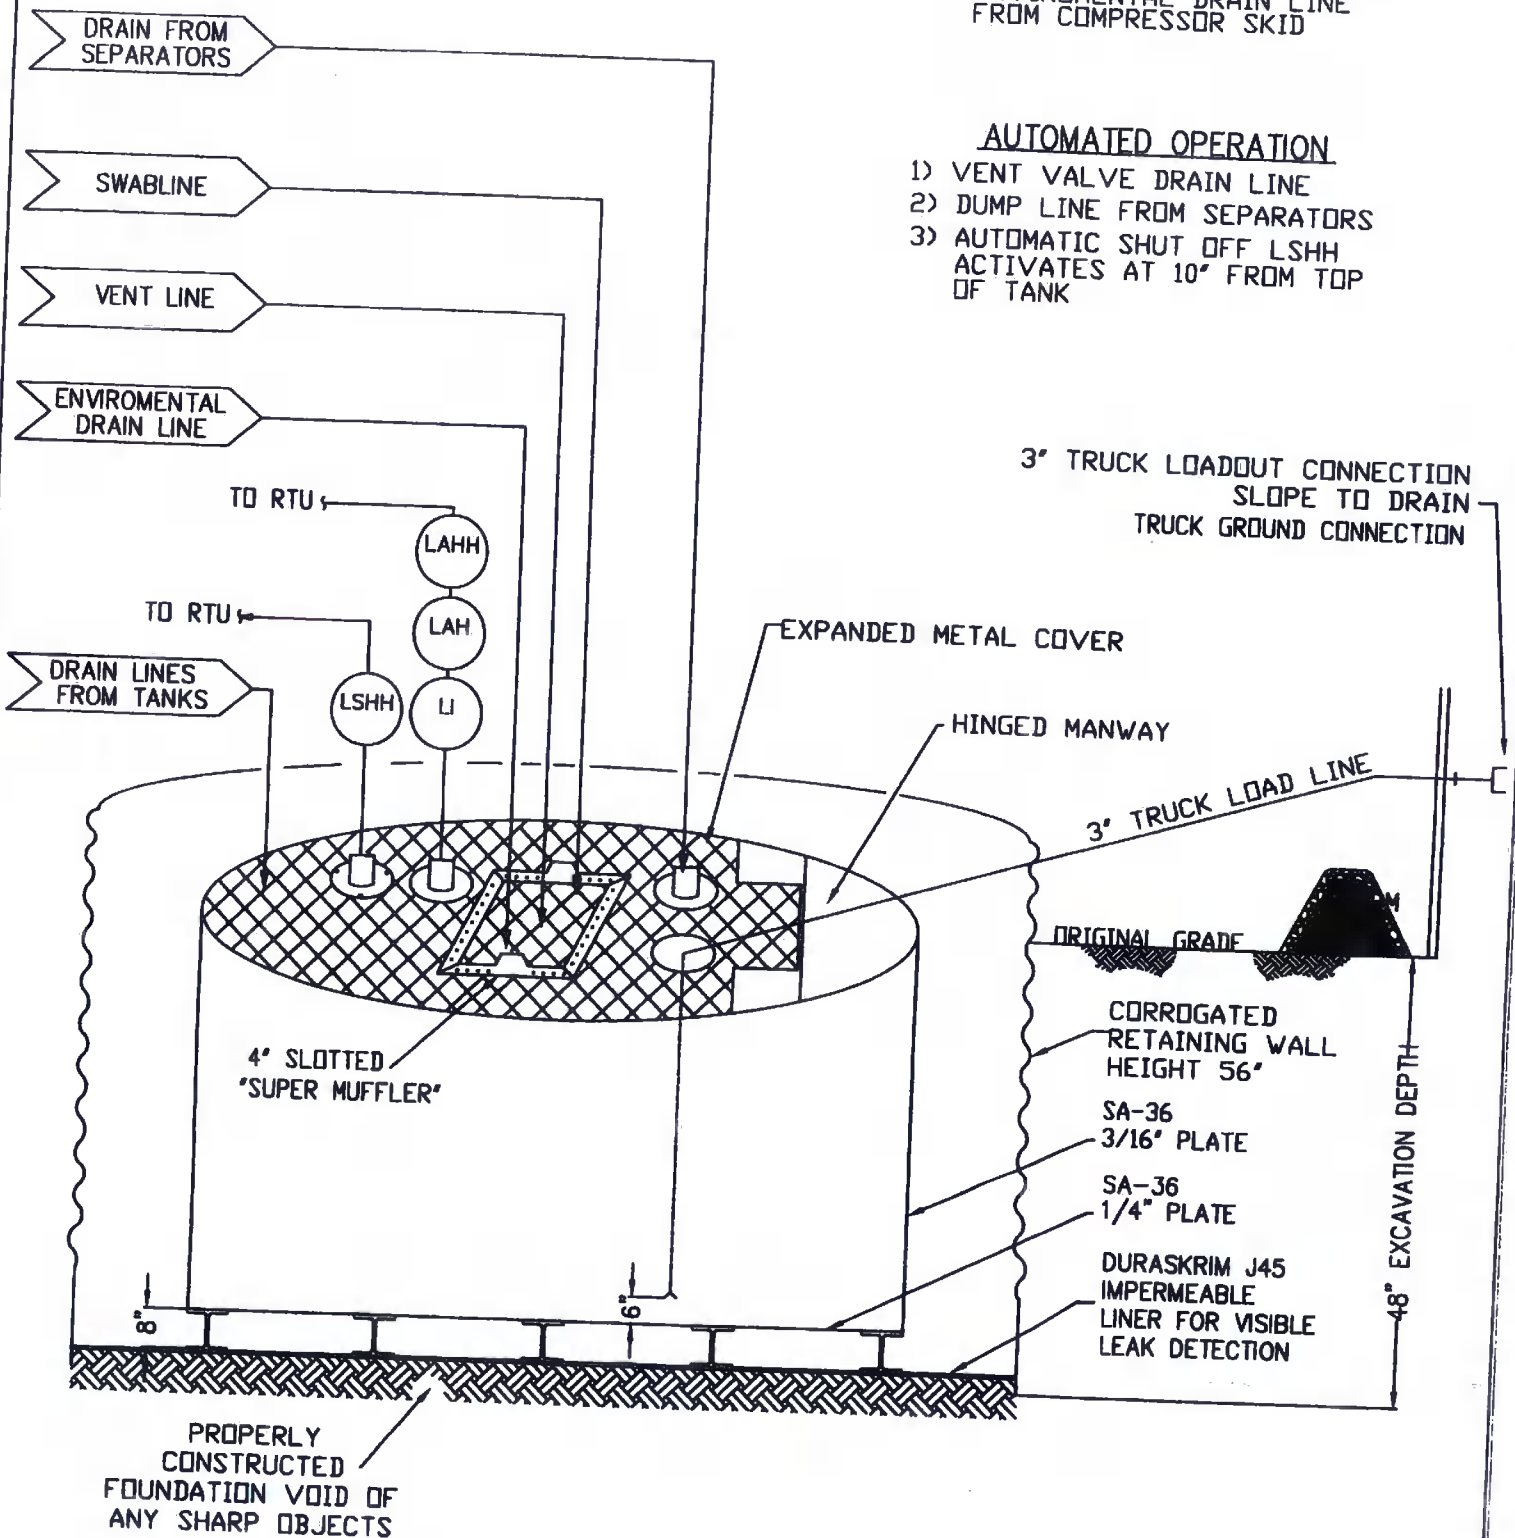 DRAIN LINE
FROM COMPRESSOR SKID
DRAIN FROM
SEPARATORS
AUTOMATED OPERATION
1) VENT VALVE DRAIN LINE
2) DUMP LINE FROM SEPARATORS
3) AUTOMATIC SHUT OFF LSHH
ACTIVATES AT 10" FROM TOP
OF TANK
SWABLINE
VENT LINE
ENVIROMENTAL
DRAIN LINE
3" TRUCK LOADOUT CONNECTION
SLOPE TO DRAIN
TRUCK GROUND CONNECTION
TO RTU
LAHH
LAH
LI
TO RTU
LSHH
DRAIN LINES
FROM TANKS
EXPANDED METAL COVER
HINGED MANWAY
3" TRUCK LOAD LINE
M
ORIGINAL GRADE
4" SLOTTED
"SUPER MUFFLER"
CORROGATED
RETAINING WALL
HEIGHT 56"
SA-36
3/16" PLATE
SA-36
1/4" PLATE
DURASKRIM J45
IMPERMEABLE
LINER FOR VISIBLE
LEAK DETECTION
48" EXCAVATION DEPTH
8"
6"
PROPERLY
CONSTRUCTED
FOUNDATION VOID OF
ANY SHARP OBJECTS